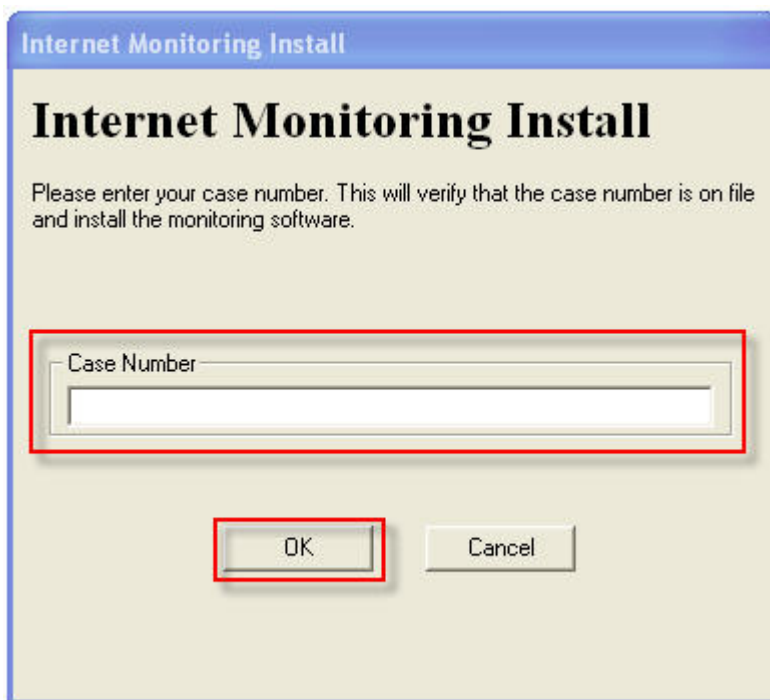 Internet Monitoring Install
Internet Monitoring Install
Please enter your case number. This will verify that the case number is on file
and install the monitoring software.
Case Number
OK
Cancel